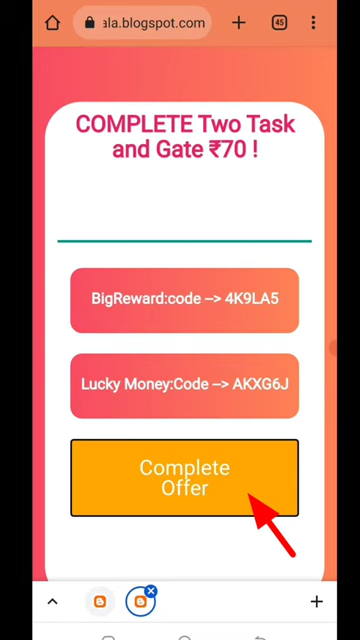 ala.blogspot.com
45
COMPLETE Two Task
and Gate ₹70 !
BigReward:code --> 4K9LA5
Lucky Money:Code --> AKXG6J
Complete
Offer